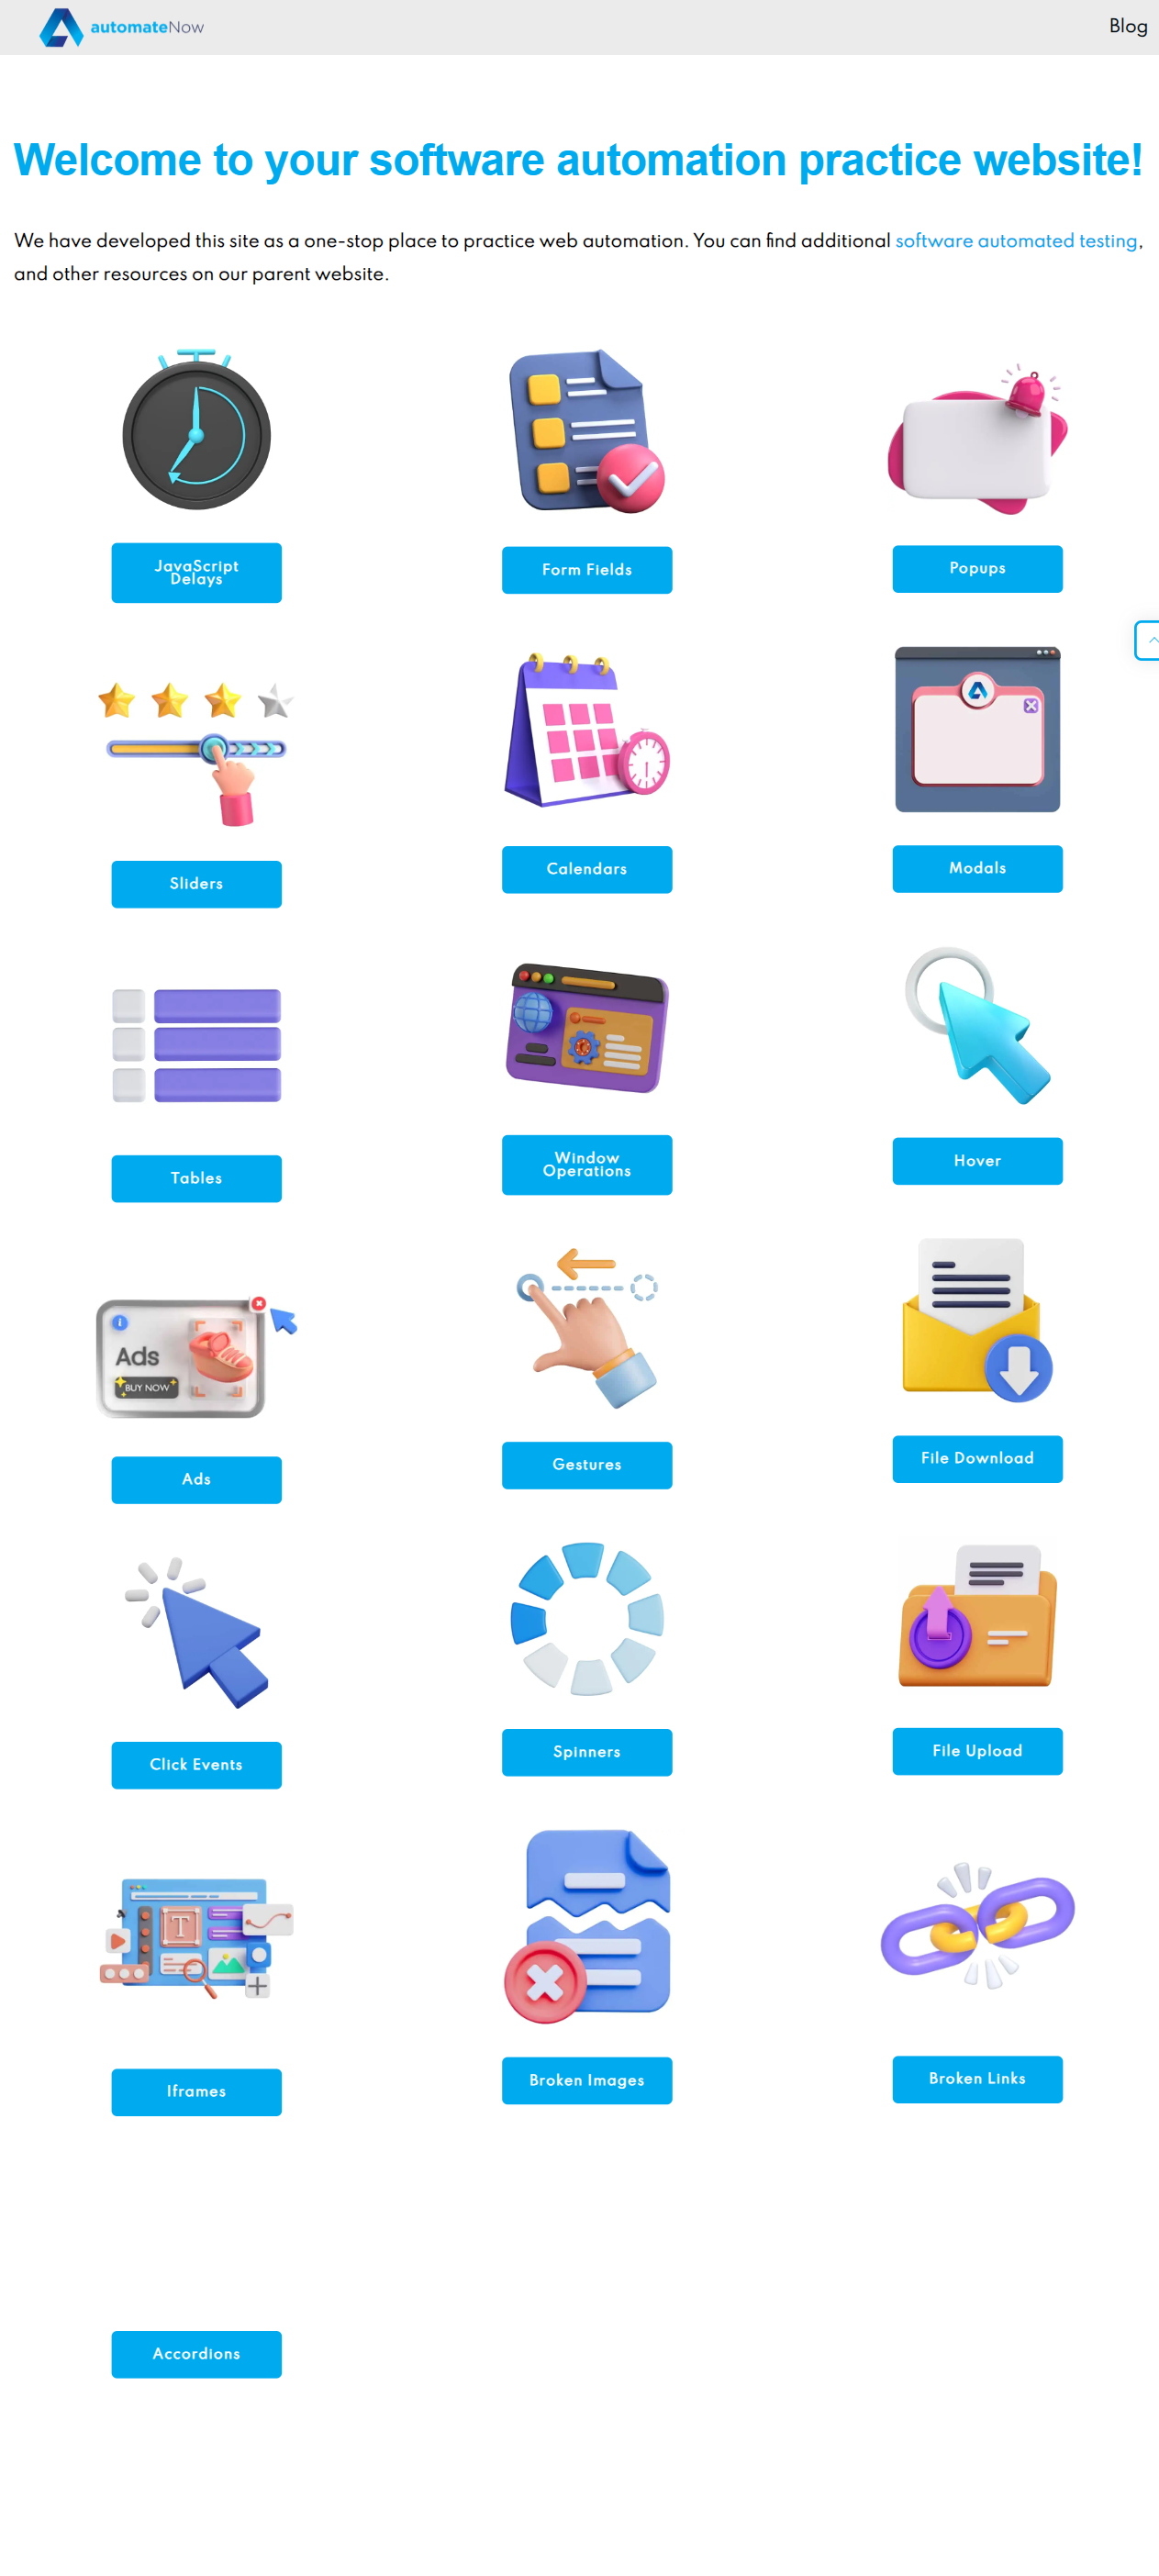 automateNow
Blog
Welcome to your software automation practice website!
We have developed this site as a one-stop place to practice web automation. You can find additional software automated testing,
and other resources on our parent website.
JavaScript
Delays
Form Fields
Popups
Sliders
Calendars
Modals
Tables
Window
Operations
Hover
Ads
BUY NOW
Ads
Gestures
File Download
Click Events
Spinners
File Upload
T
Iframes
Broken Images
Broken Links
Accordions